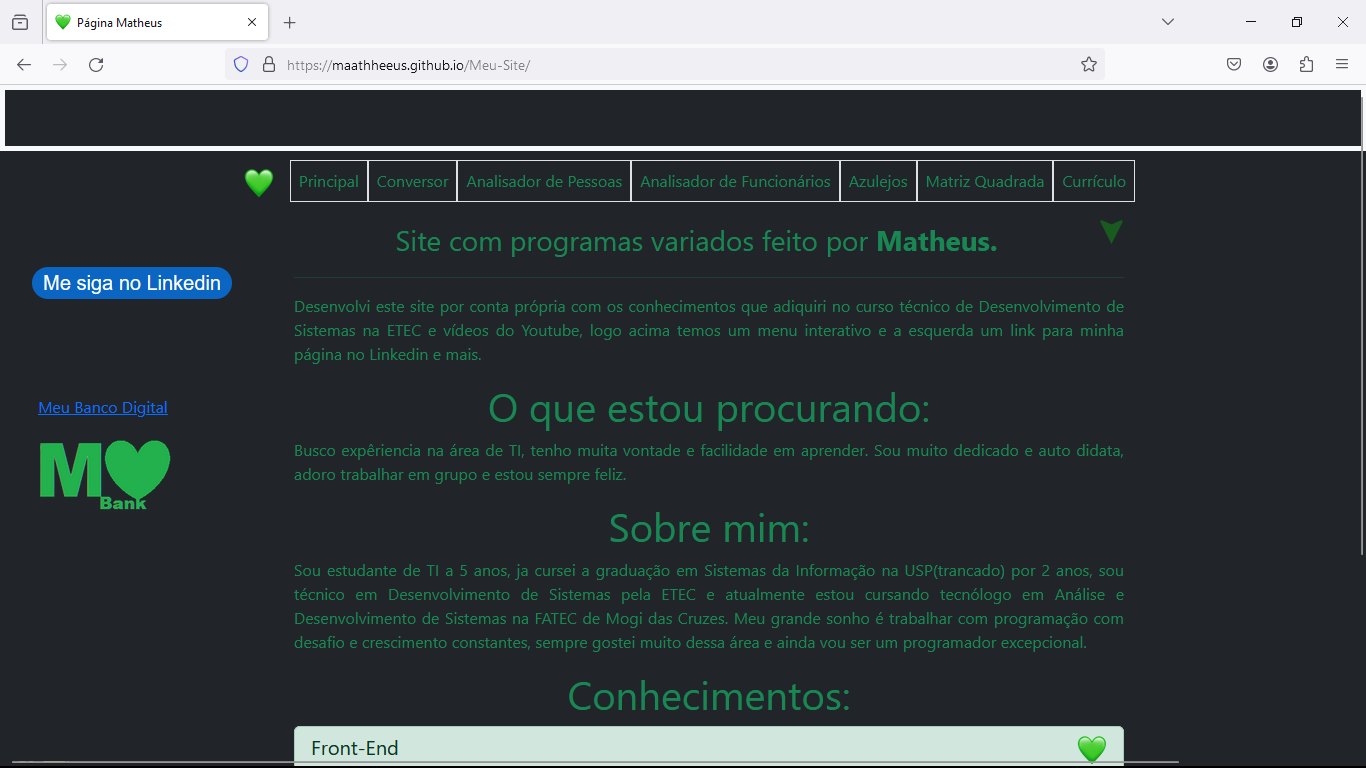 Página Matheus
https://maathheeus.github.io/Meu-Site/
Principal Conversor Analisador de Pessoas Analisador de Funcionários Azulejos Matriz Quadrada Currículo
Site com programas variados feito por Matheus.
Me siga no Linkedin
Desenvolvi este site por conta própria com os conhecimentos que adiquiri no curso técnico de Desenvolvimento de
Sistemas na ETEC e vídeos do Youtube, logo acima temos um menu interativo e a esquerda um link para minha
página no Linkedin e mais.
Meu Banco Digital
M
Bank
O que estou procurando:
Busco expêriencia na área de TI, tenho muita vontade e facilidade em aprender. Sou muito dedicado e auto didata,
adoro trabalhar em grupo e estou sempre feliz.
Sobre mim:
Sou estudante de TI a 5 anos, ja cursei a graduação em Sistemas da Informação na USP(trancado) por 2 anos, sou
técnico em Desenvolvimento de Sistemas pela ETEC e atualmente estou cursando tecnólogo em Análise e
Desenvolvimento de Sistemas na FATEC de Mogi das Cruzes. Meu grande sonho é trabalhar com programação com
desafio e crescimento constantes, sempre gostei muito dessa área e ainda vou ser um programador excepcional.
Conhecimentos:
Front-End